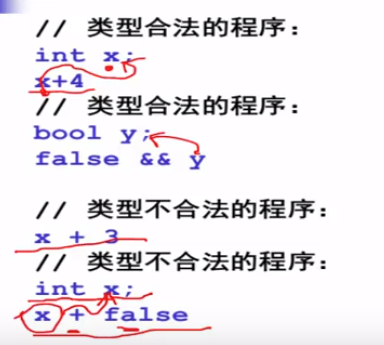 // 类型合法的程序：
int x;
x+4
// 类型合法的程序：
bool y;
false && y
// 类型不合法的程序：
x + 3
// 类型不合法的程序：
int x;
x + false